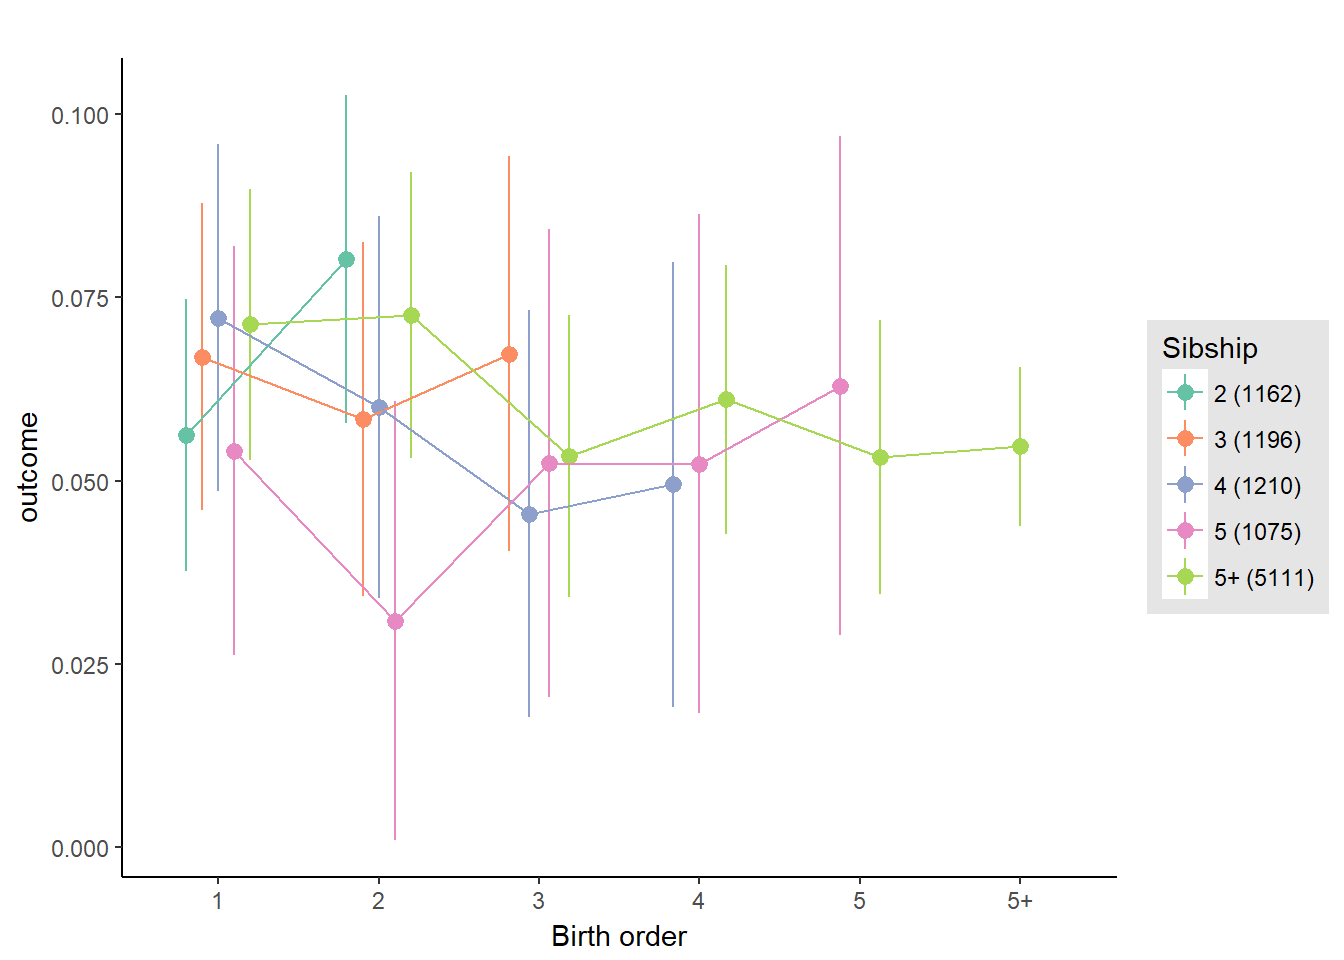 0.100
0.075
0.050
0.025
0.000
outcome
1 2 3 4 5 5+
Birth order
Sibship
2 (1162)
3 (1196)
4 (1210)
5 (1075)
5+ (5111)